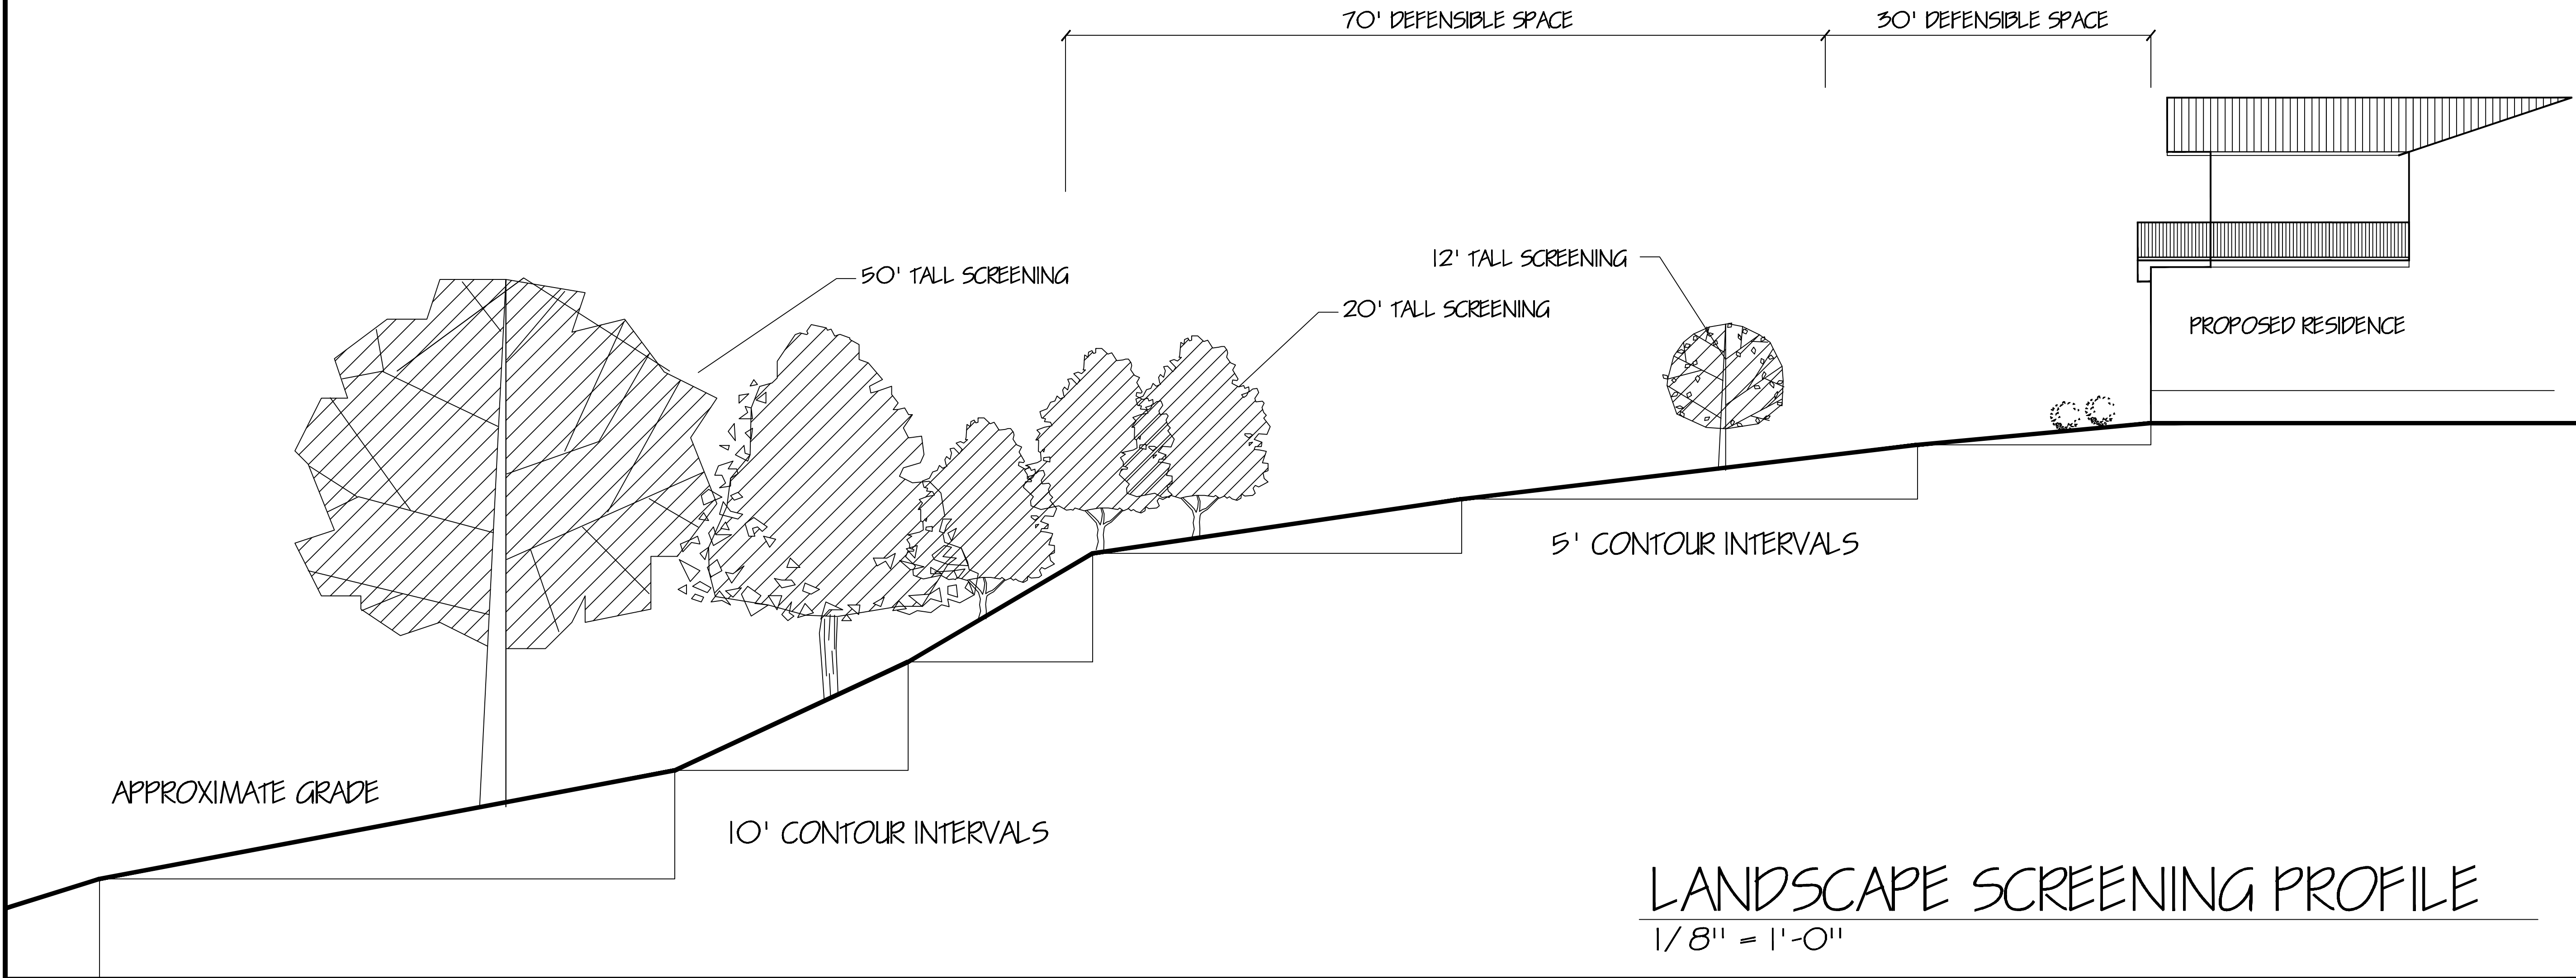 70' DEFENSIBLE SPACE
30' DEFENSIBLE SPACE
50' TALL SCREENING
12' TALL SCREENING
20' TALL SCREENING
PROPOSED RESIDENCE
5' CONTOUR INTERVALS
APPROXIMATE GRADE
10' CONTOUR INTERVALS
LANDSCAPE SCREENING PROFILE
1/8" = 1'-0"